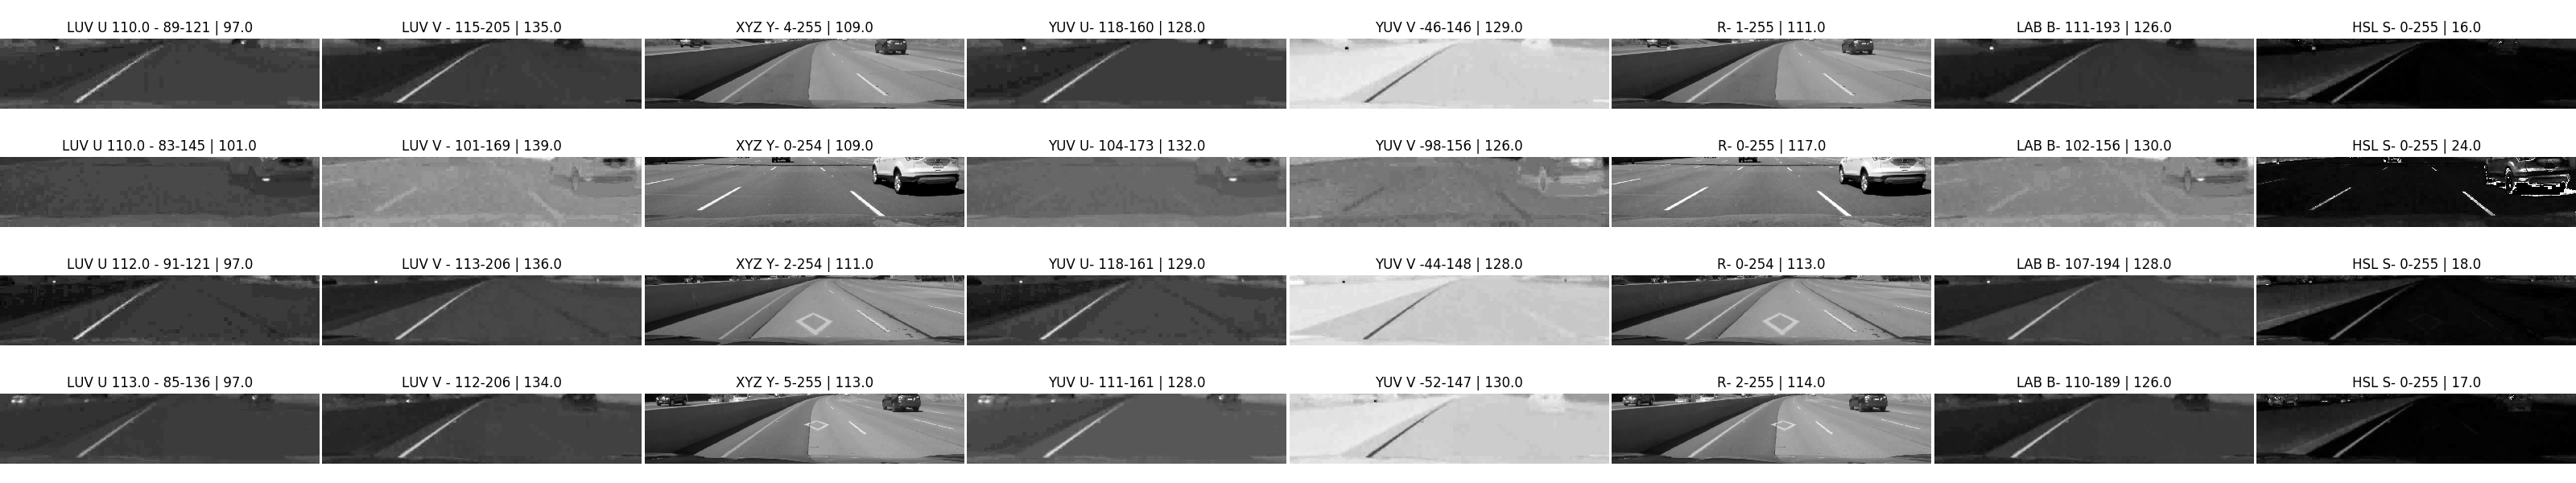 LUV U 110.0 - 89-121 | 97.0
LUV V - 115-205 | 135.0
XYZ Y- 4-255 | 109.0
YUV U- 118-160 | 128.0
YUV V -46-146 | 129.0
R- 1-255 | 111.0
LAB B- 111-193 | 126.0
HSL S- 0-255 | 16.0
LUV U 110.0 - 83-145 | 101.0
LUV V - 101-169 | 139.0
XYZ Y- 0-254 | 109.0
YUV U- 104-173 | 132.0
YUV V -98-156 | 126.0
R- 0-255 | 117.0
LAB B- 102-156 | 130.0
HSL S- 0-255 | 24.0
LUV U 112.0 - 91-121 | 97.0
LUV V - 113-206 | 136.0
XYZ Y- 2-254 | 111.0
YUV U- 118-161 | 129.0
YUV V -44-148 | 128.0
R- 0-254 | 113.0
LAB B- 107-194 | 128.0
HSL S- 0-255 | 18.0
LUV U 113.0 - 85-136 | 97.0
LUV V - 112-206 | 134.0
XYZ Y- 5-255 | 113.0
YUV U- 111-161 | 128.0
YUV V -52-147 | 130.0
R- 2-255 | 114.0
LAB B- 110-189 | 126.0
HSL S- 0-255 | 17.0